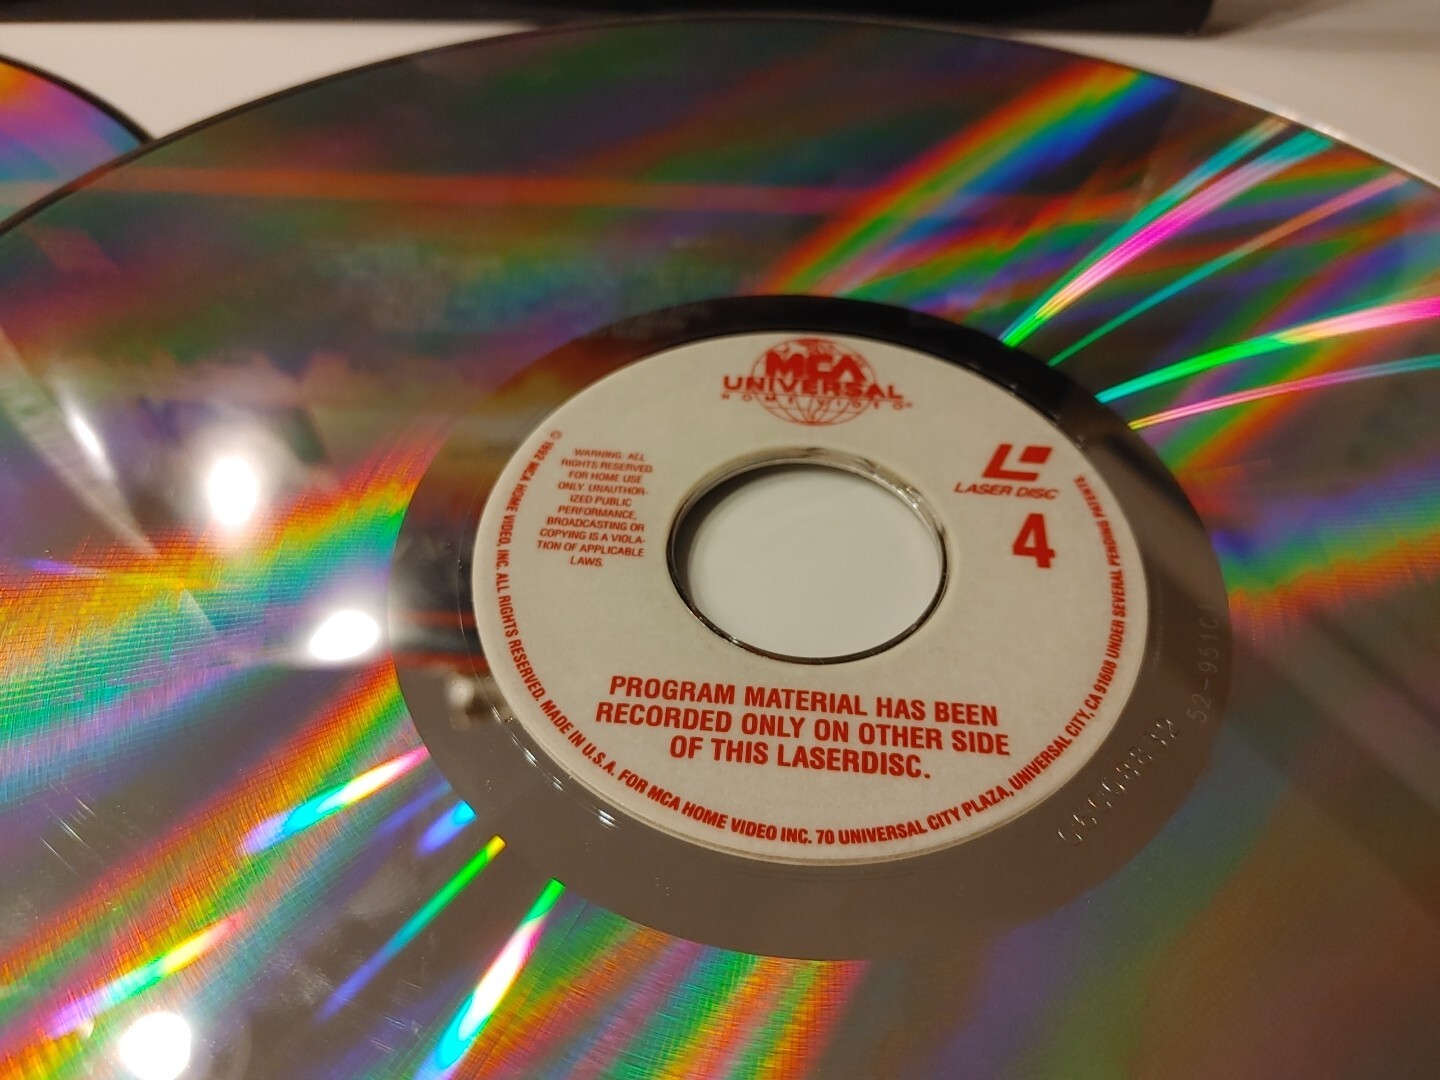 MCA
UNIVERSAL
HOME VIDEO
WARNING. ALL
RIGHTS RESERVED
FOR HOME USE
ONLY. UNAUTHOR-
IZED PUBLIC
PERFORMANCE,
BROADCASTING OR
COPYING IS A VIOLA-
TION OF APPLICABLE
LAWS.
LASER DISC
4
PROGRAM MATERIAL HAS BEEN
RECORDED ONLY ON OTHER SIDE
OF THIS LASERDISC.
© 1992 MCA HOME VIDEO, INC. ALL RIGHTS RESERVED. MADE IN U.S.A. FOR MCA HOME VIDEO INC. 70 UNIVERSAL CITY PLAZA, UNIVERSAL CITY, CA 91608 UNDER SEVERAL PENDING PATENTS.